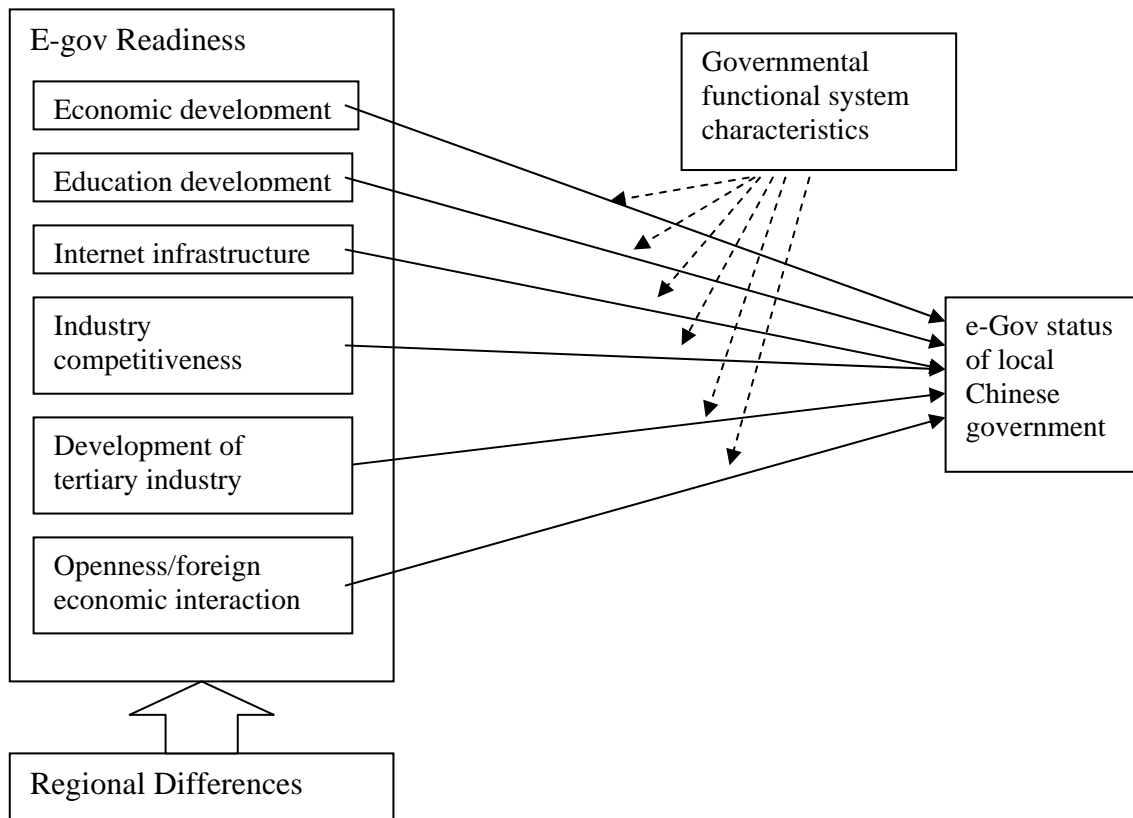 E-gov Readiness
Economic development
Education development
Internet infrastructure
Industry
competitiveness
Development of
tertiary industry
Openness/foreign
economic interaction
Regional Differences
Governmental
functional system
characteristics
e-Gov status
of local
Chinese
government